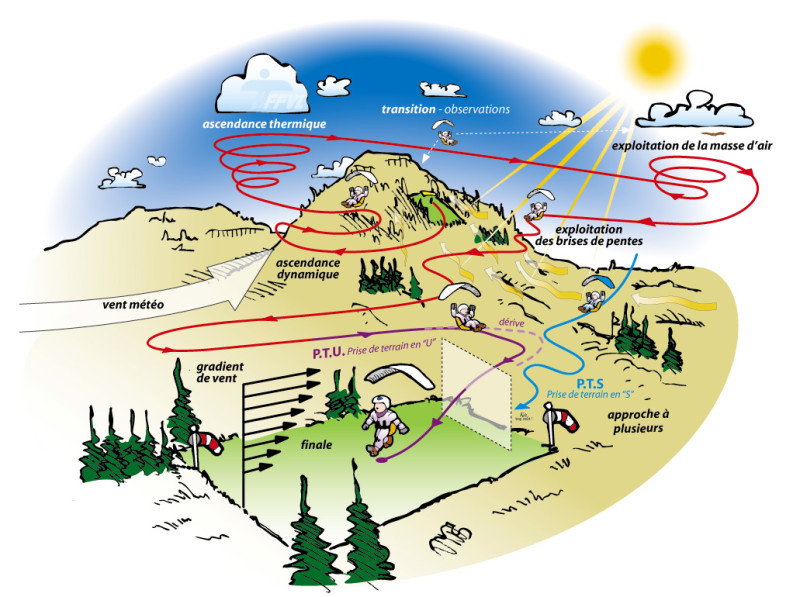 FFVL
transition - observations
ascendance thermique
exploitation de la masse d'air
exploitation
des brises de pentes
ascendance
dynamique
vent météo
dérive
P.T.U. Prise de terrain en "U"
gradient
de vent
P.T.S
Prise de terrain en "S"
approche à
plusieurs
finale